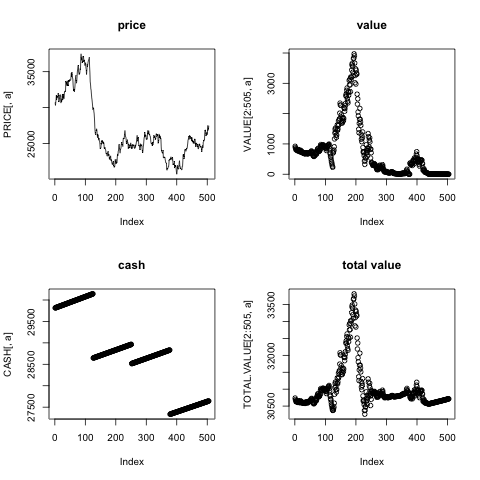 price
PRICE[, a]
25000 35000
0 100 200 300 400 500
Index
value
VALUE[2:505, a]
0 1000 3000
0 100 200 300 400 500
Index
cash
CASH[, a]
27500 28500 29500
0 100 200 300 400 500
Index
total value
TOTAL.VALUE[2:505, a]
30500 32000 33500
0 100 200 300 400 500
Index